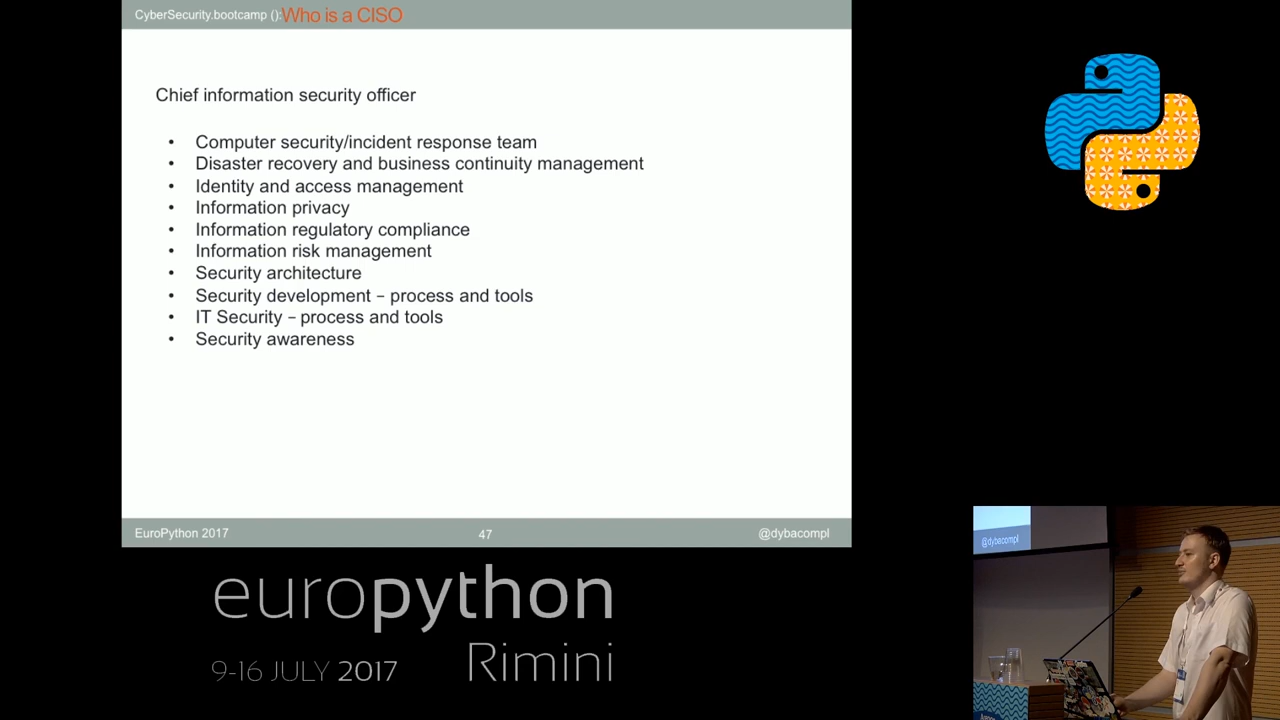 CyberSecurity.bootcamp (): Who is a CISO
Chief information security officer
• Computer security/incident response team
• Disaster recovery and business continuity management
• Identity and access management
• Information privacy
• Information regulatory compliance
• Information risk management
• Security architecture
• Security development – process and tools
• IT Security – process and tools
• Security awareness
EuroPython 2017
47
@dybacompl
europython
Rimini
9-16 JULY 2017
@dybacompl